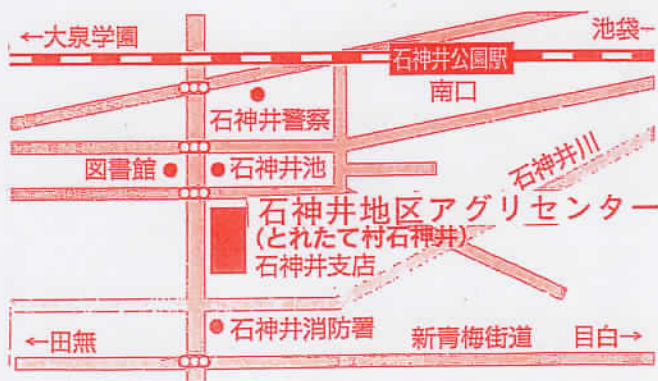 ←大泉学園
池袋
石神井公園駅
南口
石神井警察
図書館
石神井池
石神井川
石神井地区アグリセンター
(とれたて村石神井)
石神井支店
石神井消防署
←田無
新青梅街道
目白→